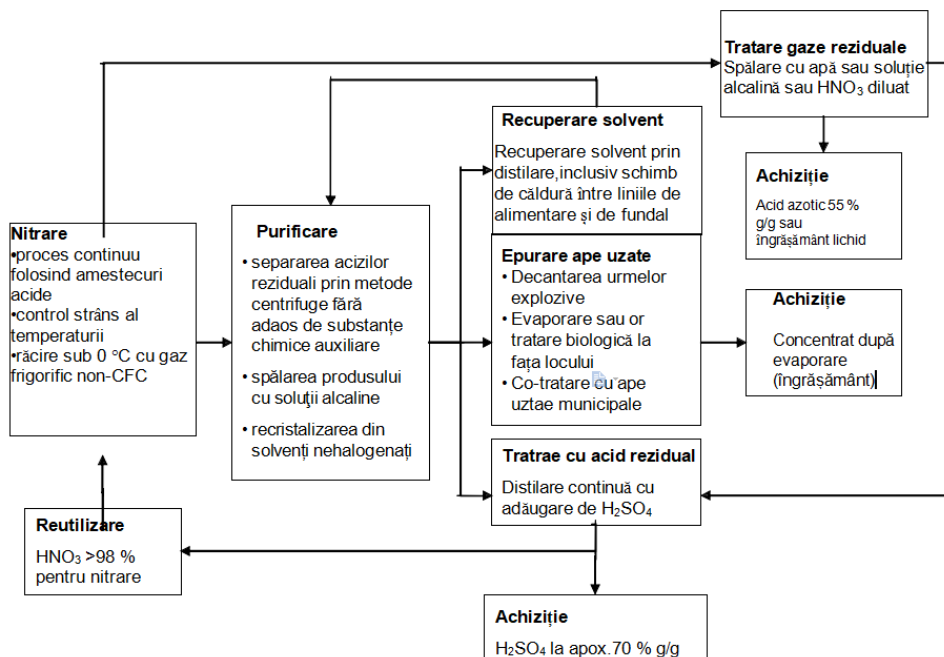 Tratare gaze reziduale
Spălare cu apă sau soluție
alcalină sau HNO₃ diluat
Recuperare solvent
Recuperare solvent prin
distilare,inclusiv schimb
de căldură între liniile de
alimentare și de fundal
Achiziție
Acid azotic 55 %
g/g sau
îngrășământ lichid
Nitrare
•proces continuu
folosind amestecuri
acide
•control strâns al
temperaturii
•răcire sub 0 °C cu gaz
frigorific non-CFC
Purificare
• separarea acizilor
reziduali prin metode
centrifuge fără
adaos de substanțe
chimice auxiliare
• spălarea produsului
cu soluţii alcaline
• recristalizarea din
solvenți nehalogenați
Epurare ape uzate
• Decantarea urmelor
explozive
• Evaporare sau or
tratare biologică la
fața locului
• Co-tratare cu ape
uztae municipale
Achiziție
Concentrat după
evaporare
(îngrășământ)
Tratrae cu acid rezidual
Distilare continuă cu
adăugare de H₂SO₄
Reutilizare
HNO₃ >98 %
pentru nitrare
Achiziție
H₂SO₄ la apox.70 % g/g